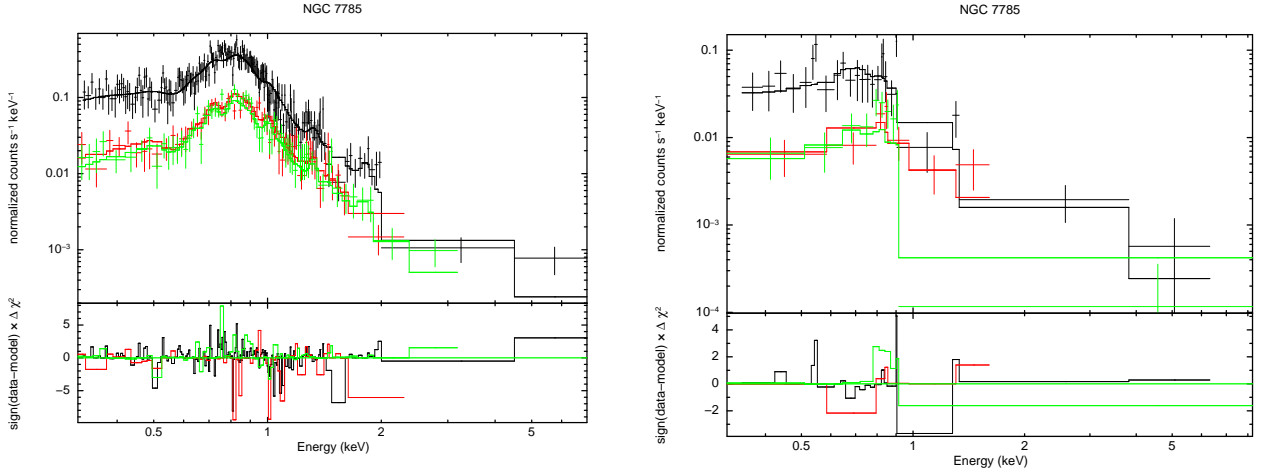 NGC 7785
normalized counts s⁻¹ keV⁻¹
0.1
0.01
10⁻³
sign(data−model) × Δ χ²
5
0
−5
0.5 1 2 5
Energy (keV)
NGC 7785
normalized counts s⁻¹ keV⁻¹
0.1
0.01
10⁻³
10⁻⁴
sign(data−model) × Δ χ²
4
2
0
−2
0.5 1 2 5
Energy (keV)